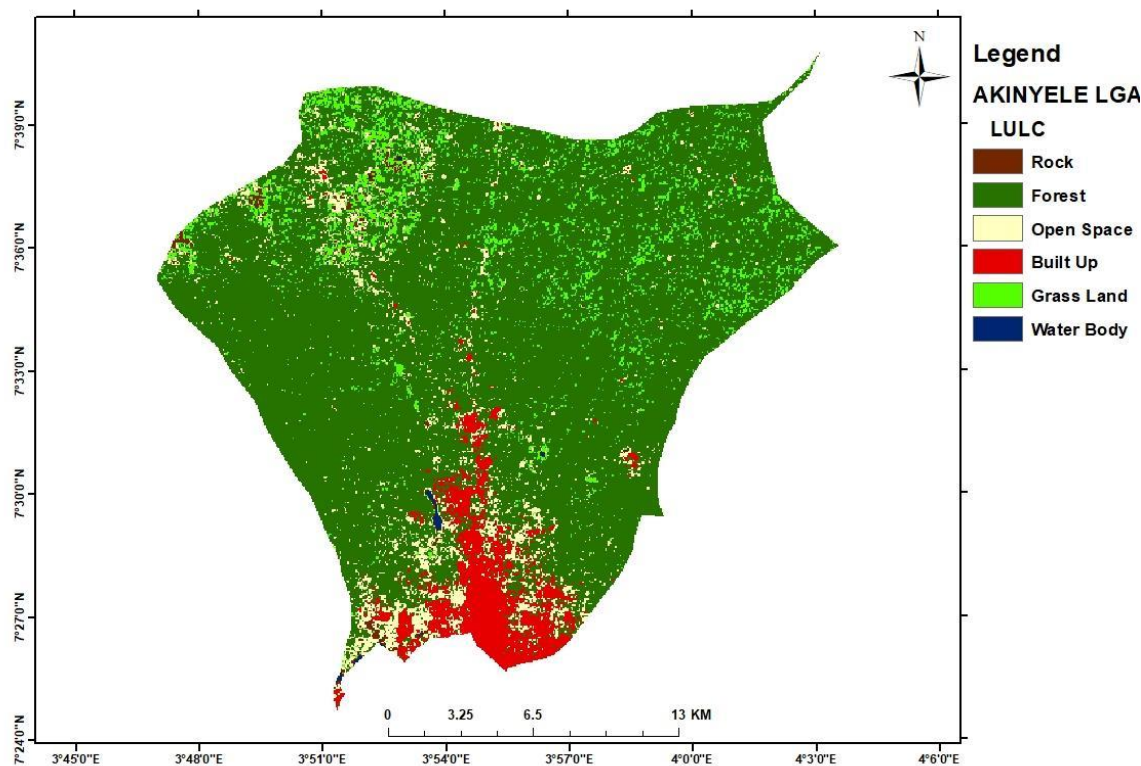 N
Legend
AKINYELE LGA
LULC
Rock
Forest
Open Space
Built Up
Grass Land
Water Body
7°39'0"N
7°36'0"N
7°33'0"N
7°30'0"N
7°27'0"N
7°24'0"N
0 3.25 6.5 13 KM
3°45'0"E 3°48'0"E 3°51'0"E 3°54'0"E 3°57'0"E 4°0'0"E 4°3'0"E 4°6'0"E